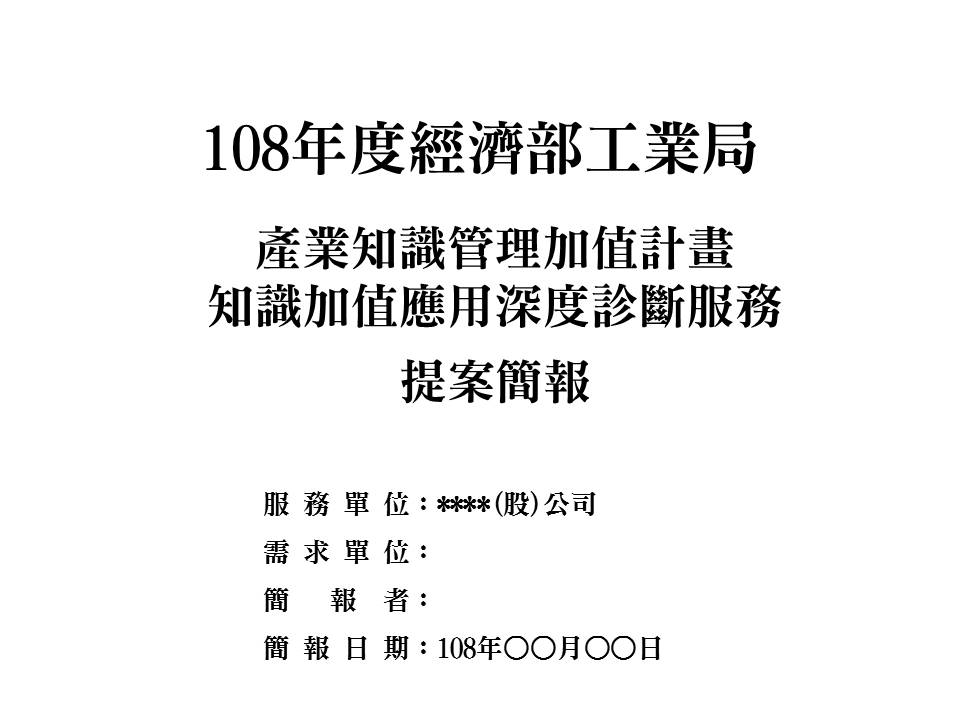 108年度經濟部工業局
產業知識管理加值計畫
知識加值應用深度診斷服務
提案簡報
服務單位：****(股)公司
需求單位：
簡報者：
簡報日期：108年○○月○○日